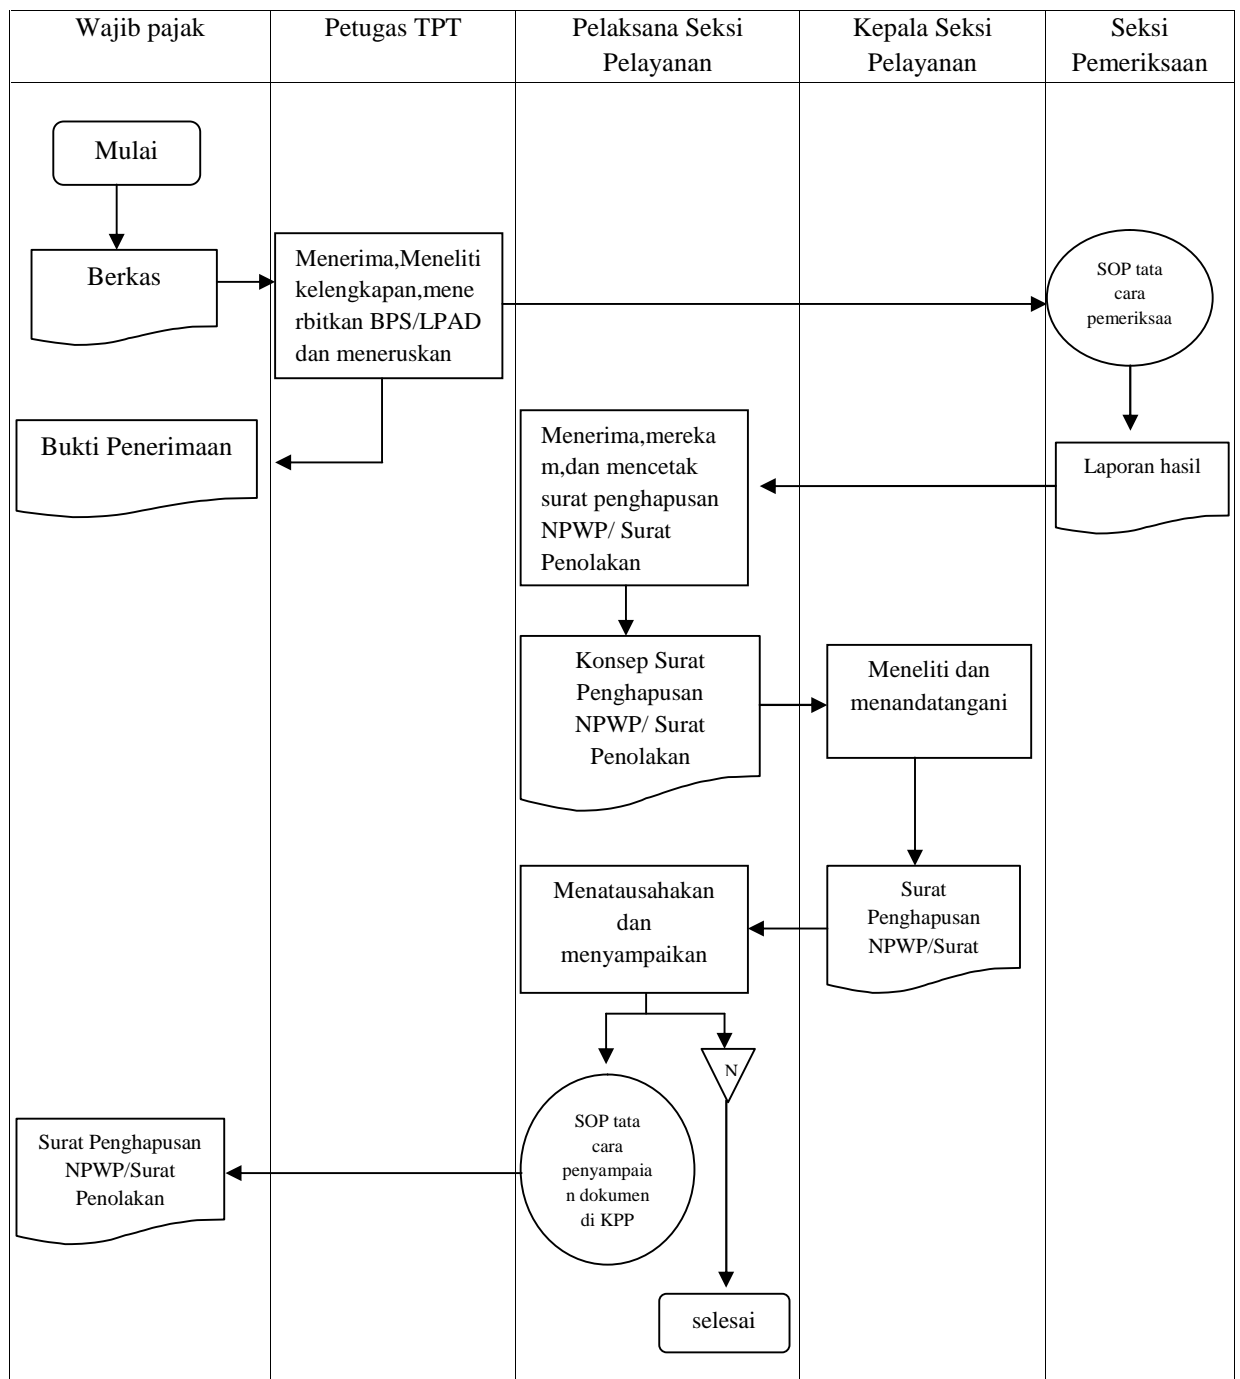 Wajib pajak
Petugas TPT
Pelaksana Seksi
Pelayanan
Kepala Seksi
Pelayanan
Seksi
Pemeriksaan
Mulai
Berkas
Menerima,Meneliti
kelengkapan,mene
rbitkan BPS/LPAD
dan meneruskan
SOP tata
cara
pemeriksaa
Bukti Penerimaan
Menerima,mereka
m,dan mencetak
surat penghapusan
NPWP/ Surat
Penolakan
Laporan hasil
Konsep Surat
Penghapusan
NPWP/ Surat
Penolakan
Meneliti dan
menandatangani
Menatausahakan
dan
menyampaikan
Surat
Penghapusan
NPWP/Surat
N
SOP tata
cara
penyampaia
n dokumen
di KPP
Surat Penghapusan
NPWP/Surat
Penolakan
selesai